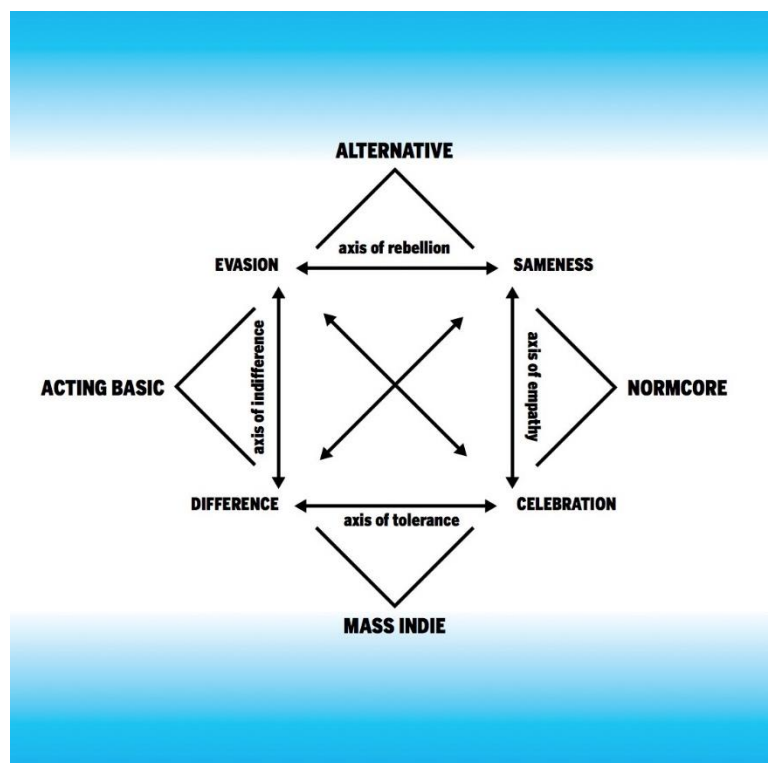 ALTERNATIVE
axis of rebellion
EVASION
SAMENESS
axis of indifference
axis of empathy
ACTING BASIC
NORMCORE
DIFFERENCE
CELEBRATION
axis of tolerance
MASS INDIE